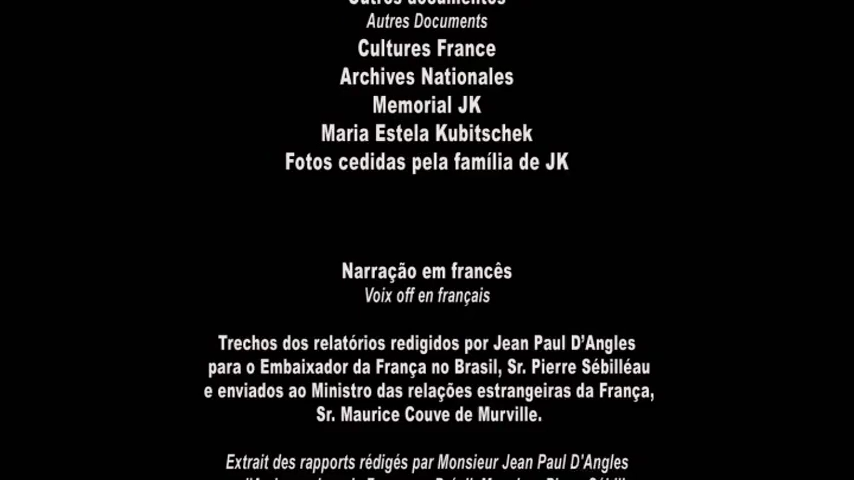 Outros documentos
Autres Documents
Cultures France
Archives Nationales
Memorial JK
Maria Estela Kubitschek
Fotos cedidas pela família de JK
Narração em francês
Voix off en français
Trechos dos relatórios redigidos por Jean Paul D'Angles
para o Embaixador da França no Brasil, Sr. Pierre Sébilléau
e enviados ao Ministro das relações estrangeiras da França,
Sr. Maurice Couve de Murville.
Extrait des rapports rédigés par Monsieur Jean Paul D'Angles